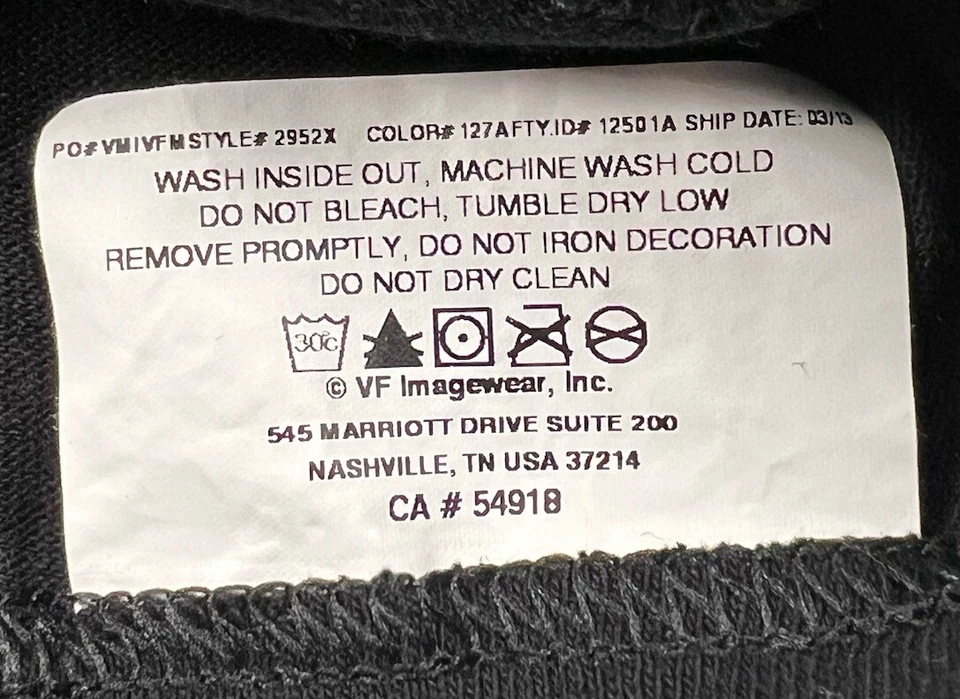 PO# VMIVFM STYLE# 2952X COLOR# 127A FTY.ID# 12501A SHIP DATE: 03/13
WASH INSIDE OUT, MACHINE WASH COLD
DO NOT BLEACH, TUMBLE DRY LOW
REMOVE PROMPTLY, DO NOT IRON DECORATION
DO NOT DRY CLEAN
30°c
© VF Imagewear, Inc.
545 MARRIOTT DRIVE SUITE 200
NASHVILLE, TN USA 37214
CA # 54918